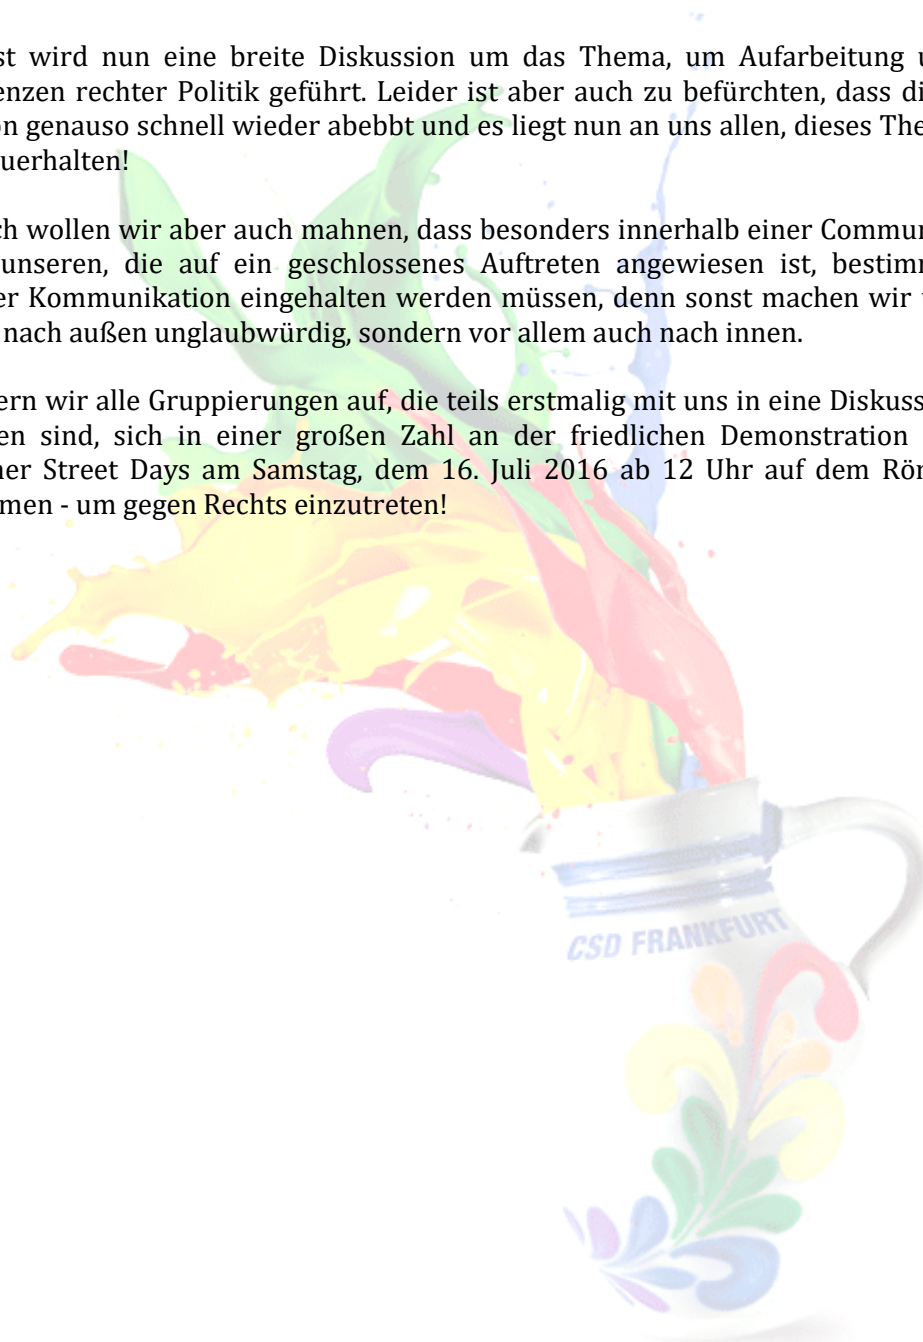 st wird nun eine breite Diskussion um das Thema, um Aufarbeitung u
enzen rechter Politik geführt. Leider ist aber auch zu befürchten, dass di
on genauso schnell wieder abebbt und es liegt nun an uns allen, dieses The
uerhalten!
ch wollen wir aber auch mahnen, dass besonders innerhalb einer Commun
unseren, die auf ein geschlossenes Auftreten angewiesen ist, bestimm
er Kommunikation eingehalten werden müssen, denn sonst machen wir u
nach außen unglaubwürdig, sondern vor allem auch nach innen.
ern wir alle Gruppierungen auf, die teils erstmalig mit uns in eine Diskuss
en sind, sich in einer großen Zahl an der friedlichen Demonstration
her Street Days am Samstag, dem 16. Juli 2016 ab 12 Uhr auf dem Röm
men - um gegen Rechts einzutreten!
CSD FRANKFURT